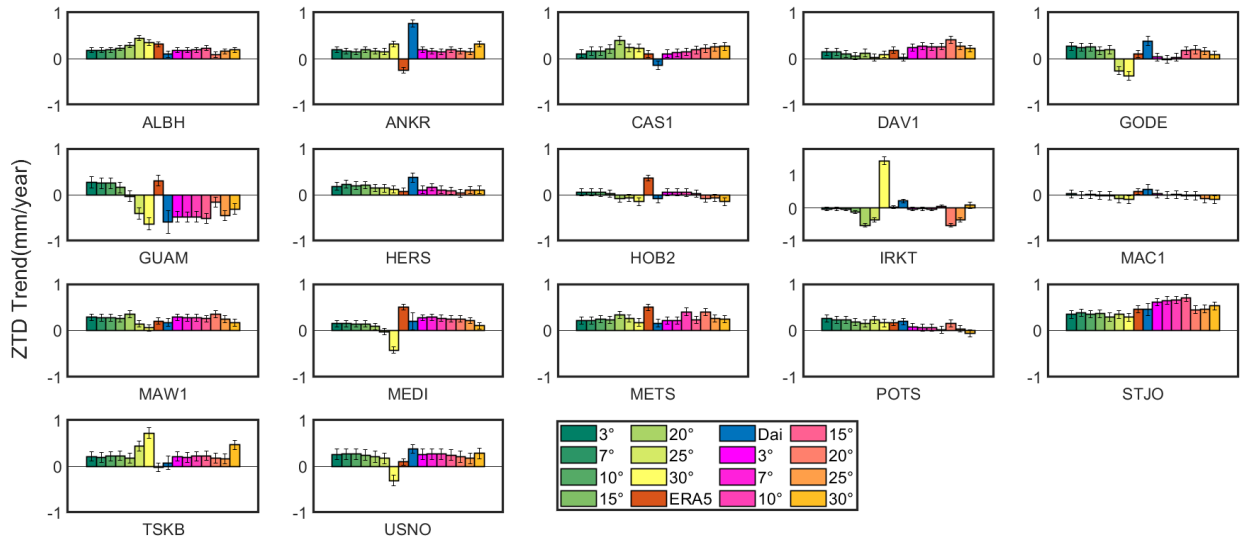 ZTD Trend(mm/year)
1 1 1 1 1
0 0 0 0 0
-1 -1 -1 -1 -1
ALBH ANKR CAS1 DAV1 GODE
1 1 1 1
1
0 0 0 0 0
-1 -1 -1 -1 -1
GUAM HERS HOB2 IRKT MAC1
1 1 1 1 1
0 0 0 0 0
-1 -1 -1 -1 -1
MAW1 MEDI METS POTS STJO
1 1
0 0
-1 -1
TSKB USNO
3° 20° Dai 15°
7° 25° 3° 20°
10° 30° 7° 25°
15° ERA5 10° 30°